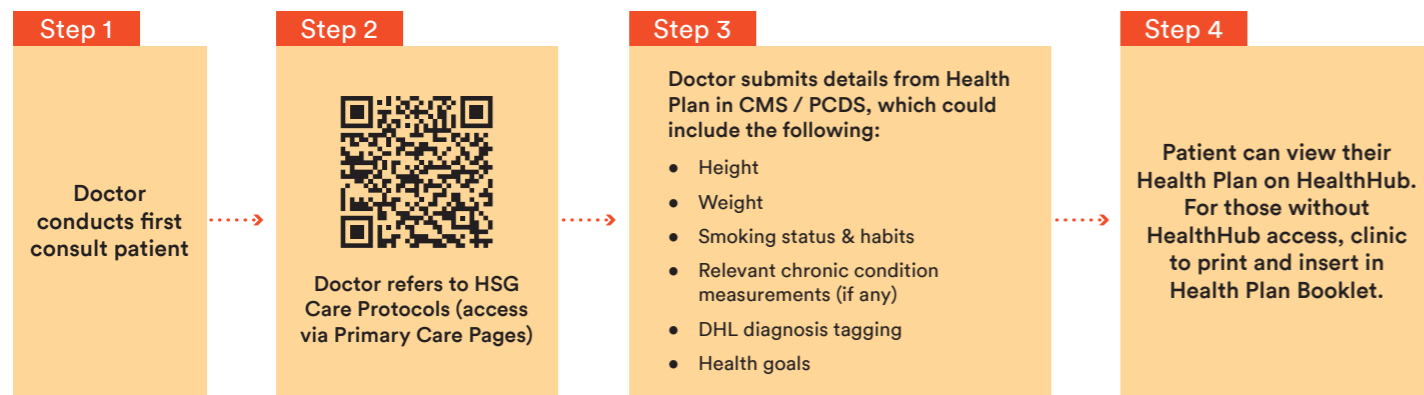 Step 1
Doctor
conducts first
consult patient
Step 2
Doctor refers to HSG
Care Protocols (access
via Primary Care Pages)
Step 3
Doctor submits details from Health
Plan in CMS / PCDS, which could
include the following:
● Height
● Weight
● Smoking status & habits
● Relevant chronic condition
measurements (if any)
● DHL diagnosis tagging
● Health goals
Step 4
Patient can view their
Health Plan on HealthHub.
For those without
HealthHub access, clinic
to print and insert in
Health Plan Booklet.